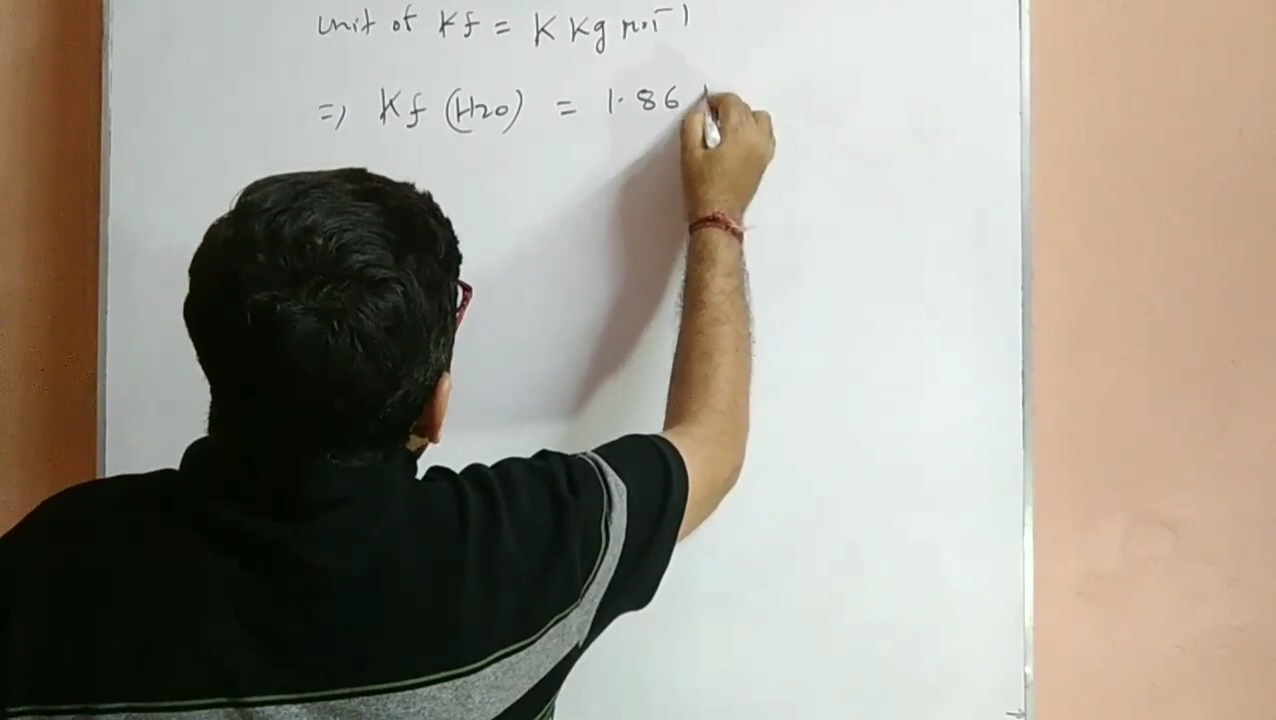 Unit of Kf = K Kg mol⁻¹
=> Kf (H2O) = 1.86